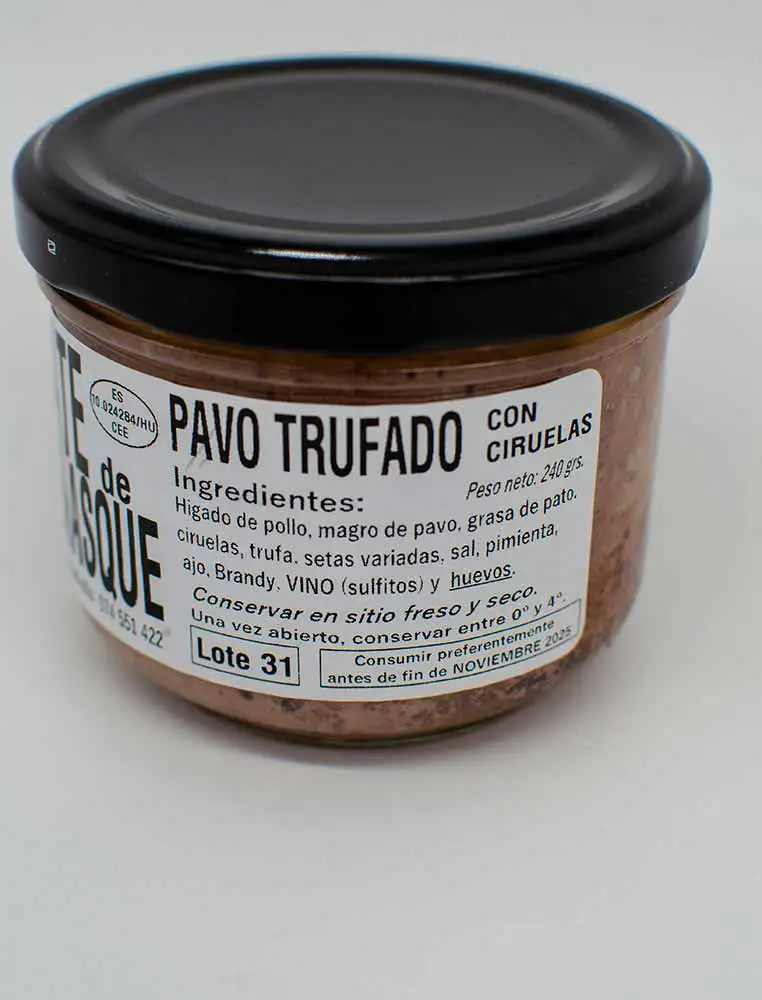 ES
10.024284/HU
CEE
de
PAVO TRUFADO
CON
CIRUELAS
Peso neto: 240 grs.
Ingredientes:
Higado de pollo, magro de pavo, grasa de pato,
ciruelas, trufa. setas variadas, sal, pimienta,
ajo, Brandy, VINO (sulfitos) y huevos.
Conservar en sitio freso y seco.
Una vez abierto, conservar entre 0º y 4º.
Lote 31
Consumir preferentemente
antes de fin de NOVIEMBRE 2025
551 422